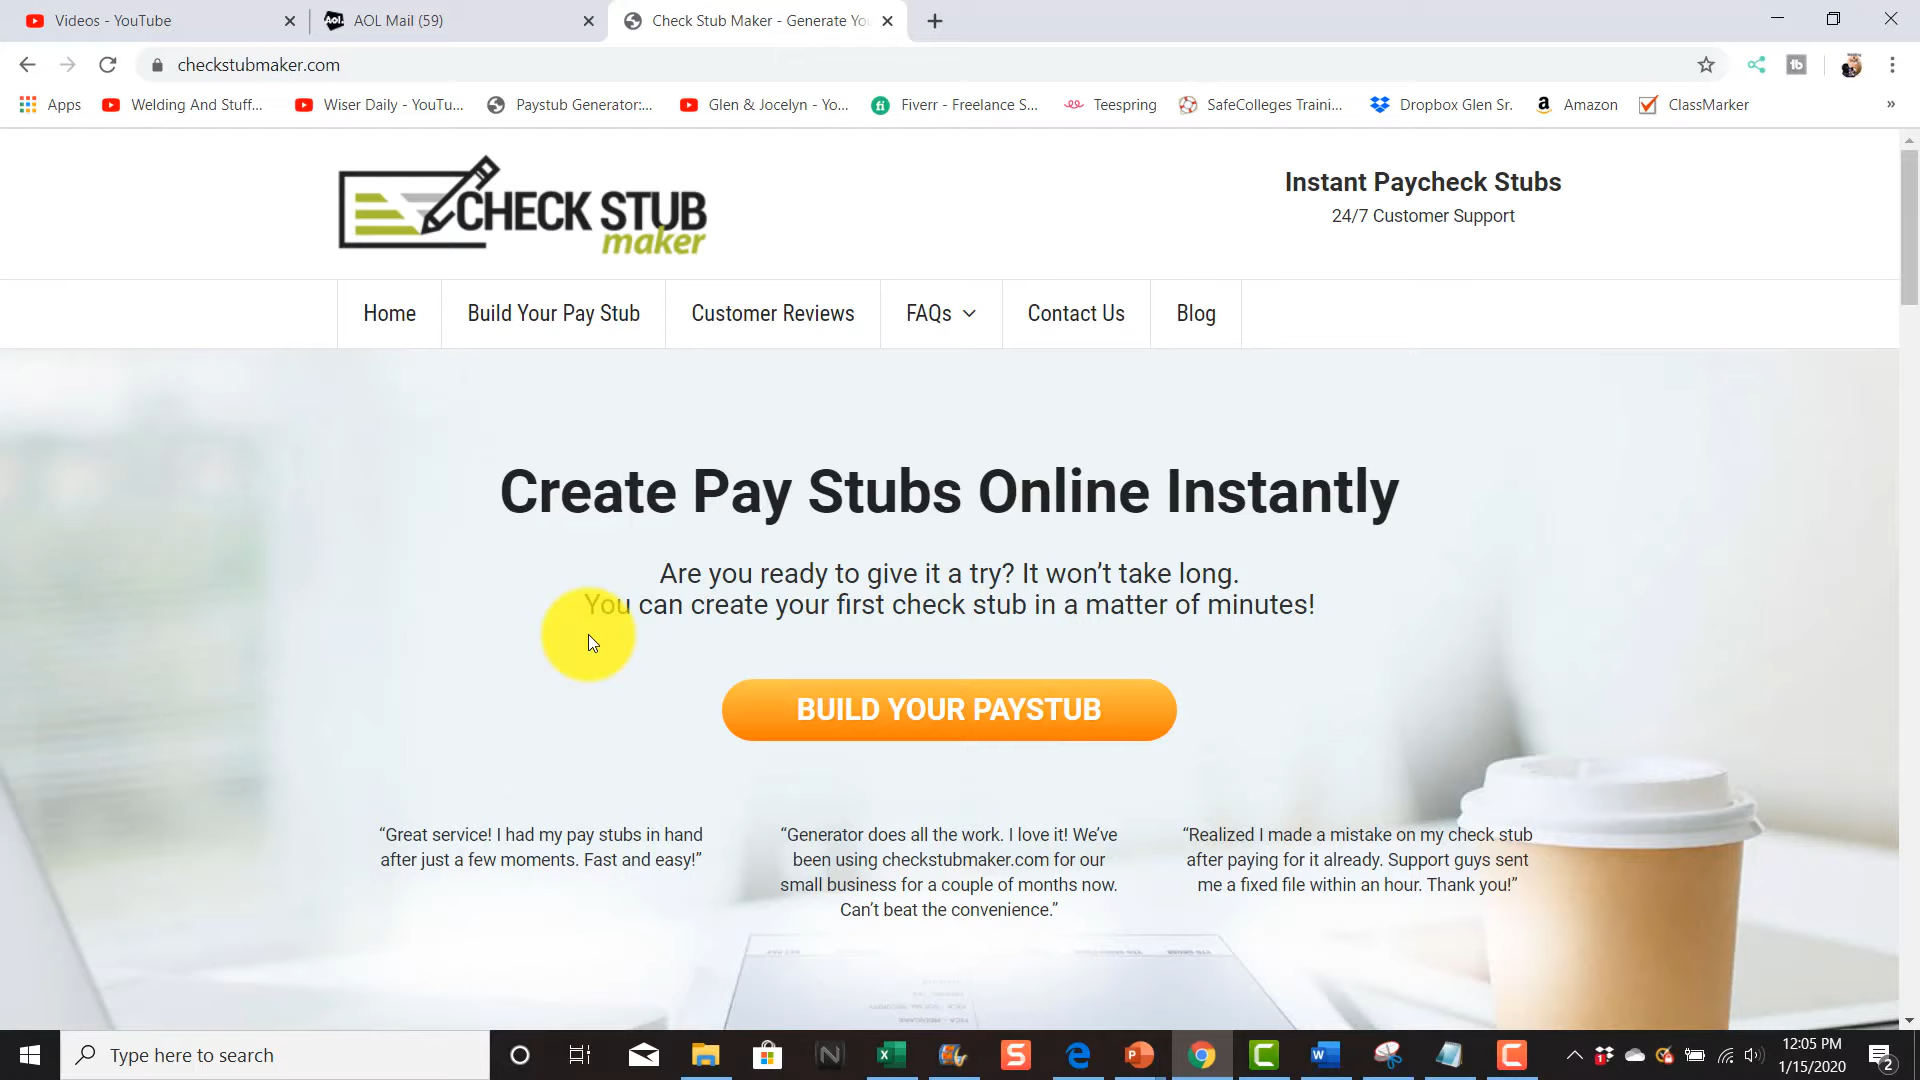 Videos - YouTube
AOL Mail (59)
Check Stub Maker - Generate You
checkstubmaker.com
Apps
Welding And Stuff...
Wiser Daily - YouTu...
Paystub Generator:...
Glen & Jocelyn - Yo...
Fiverr - Freelance S...
Teespring
SafeColleges Traini...
Dropbox Glen Sr.
Amazon
ClassMarker
CHECK STUB
maker
Instant Paycheck Stubs
24/7 Customer Support
Home
Build Your Pay Stub
Customer Reviews
FAQs
Contact Us
Blog
Create Pay Stubs Online Instantly
Are you ready to give it a try? It won’t take long.
You can create your first check stub in a matter of minutes!
BUILD YOUR PAYSTUB
“Great service! I had my pay stubs in hand
after just a few moments. Fast and easy!”
“Generator does all the work. I love it! We’ve
been using checkstubmaker.com for our
small business for a couple of months now.
Can’t beat the convenience.”
“Realized I made a mistake on my check stub
after paying for it already. Support guys sent
me a fixed file within an hour. Thank you!”
Type here to search
12:05 PM
1/15/2020
2